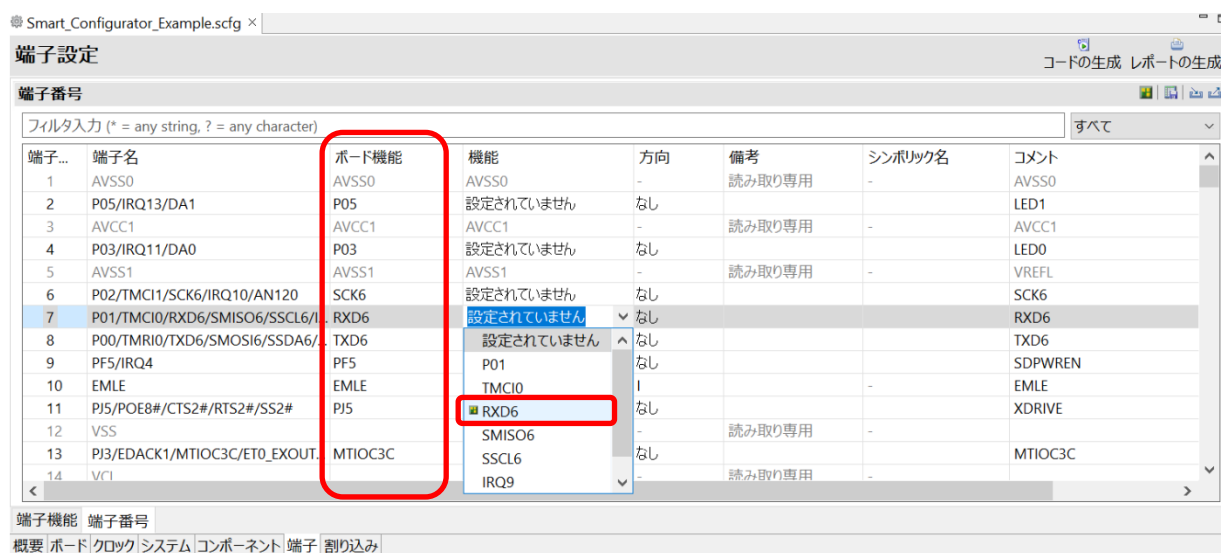 Smart_Configurator_Example.scfg ×
端子設定
コードの生成 レポートの生成
端子番号
フィルタ入力 (* = any string, ? = any character) すべて
端子... 端子名 ボード機能 機能 方向 備考 シンボリック名 コメント
1 AVSS0 AVSS0 AVSS0 - 読み取り専用 - AVSS0
2 P05/IRQ13/DA1 P05 設定されていません なし LED1
3 AVCC1 AVCC1 AVCC1 - 読み取り専用 - AVCC1
4 P03/IRQ11/DA0 P03 設定されていません なし LED0
5 AVSS1 AVSS1 AVSS1 - 読み取り専用 - VREFL
6 P02/TMCI1/SCK6/IRQ10/AN120 SCK6 設定されていません なし SCK6
7 P01/TMCI0/RXD6/SMISO6/SSCL6/I... RXD6 設定されていません なし RXD6
8 P00/TMRI0/TXD6/SMOSI6/SSDA6/... TXD6 設定されていません なし TXD6
9 PF5/IRQ4 PF5 P01 なし SDPWREN
10 EMLE EMLE TMCI0 I - EMLE
11 PJ5/POE8#/CTS2#/RTS2#/SS2# PJ5 RXD6 なし XDRIVE
12 VSS SMISO6 - 読み取り専用 -
13 PJ3/EDACK1/MTIOC3C/ET0_EXOUT... MTIOC3C SSCL6 なし MTIOC3C
14 VCL IRQ9 - 読み取り専用 -
端子機能 端子番号
概要 ボード クロック システム コンポーネント 端子 割り込み